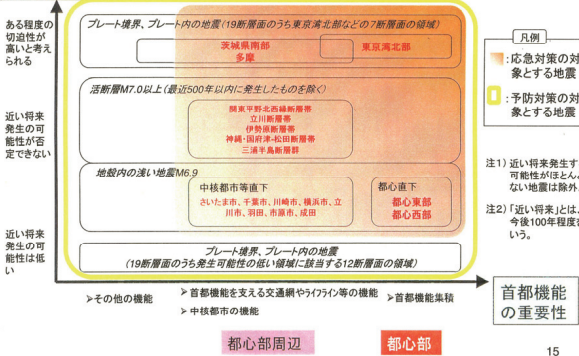 ある程度の
切迫性が
高いと考え
られる
プレート境界、プレート内の地震(19断層面のうち東京湾北部などの7断層面の領域)
茨城県南部
多摩
東京湾北部
凡例
:応急対策の対
象とする地震
:予防対策の対
象とする地震
近い将来
発生の可
能性が否
定できない
活断層M7.0以上(最近500年以内に発生したものを除く)
関東平野北西縁断層帯
立川断層帯
伊勢原断層帯
神縄・国府津-松田断層帯
三浦半島断層群
地殻内の浅い地震M6.9
中核都市等直下
さいたま市、千葉市、川崎市、横浜市、立
川市、羽田、市原市、成田
都心直下
都心東部
都心西部
注1) 近い将来発生す
可能性がほとん
ない地震は除外
注2)「近い将来」とは、
今後100年程度を
いう。
近い将来
発生の可
能性は低
い
プレート境界、プレート内の地震
(19断層面のうち発生可能性の低い領域に該当する12断層面の領域)
➢その他の機能
➢首都機能を支える交通網やライフライン等の機能
➢中核都市の機能
➢首都機能集積
首都機能
の重要性
都心部周辺
都心部
15